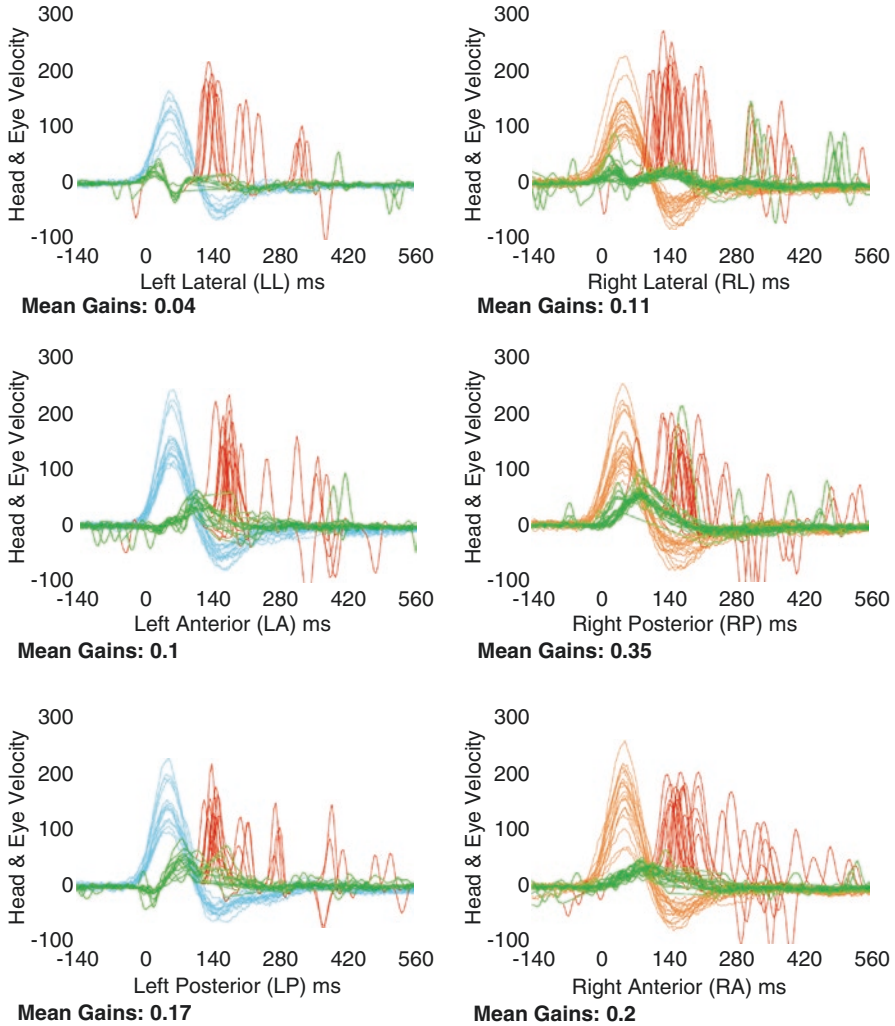 300
200
100
0
-100
Head & Eye Velocity
-140 0 140 280 420 560
Left Lateral (LL) ms
Mean Gains: 0.04
300
200
100
0
-100
Head & Eye Velocity
-140 0 140 280 420 560
Right Lateral (RL) ms
Mean Gains: 0.11
300
200
100
0
-100
Head & Eye Velocity
-140 0 140 280 420 560
Left Anterior (LA) ms
Mean Gains: 0.1
300
200
100
0
-100
Head & Eye Velocity
-140 0 140 280 420 560
Right Posterior (RP) ms
Mean Gains: 0.35
300
200
100
0
-100
Head & Eye Velocity
-140 0 140 280 420 560
Left Posterior (LP) ms
Mean Gains: 0.17
300
200
100
0
-100
Head & Eye Velocity
-140 0 140 280 420 560
Right Anterior (RA) ms
Mean Gains: 0.2